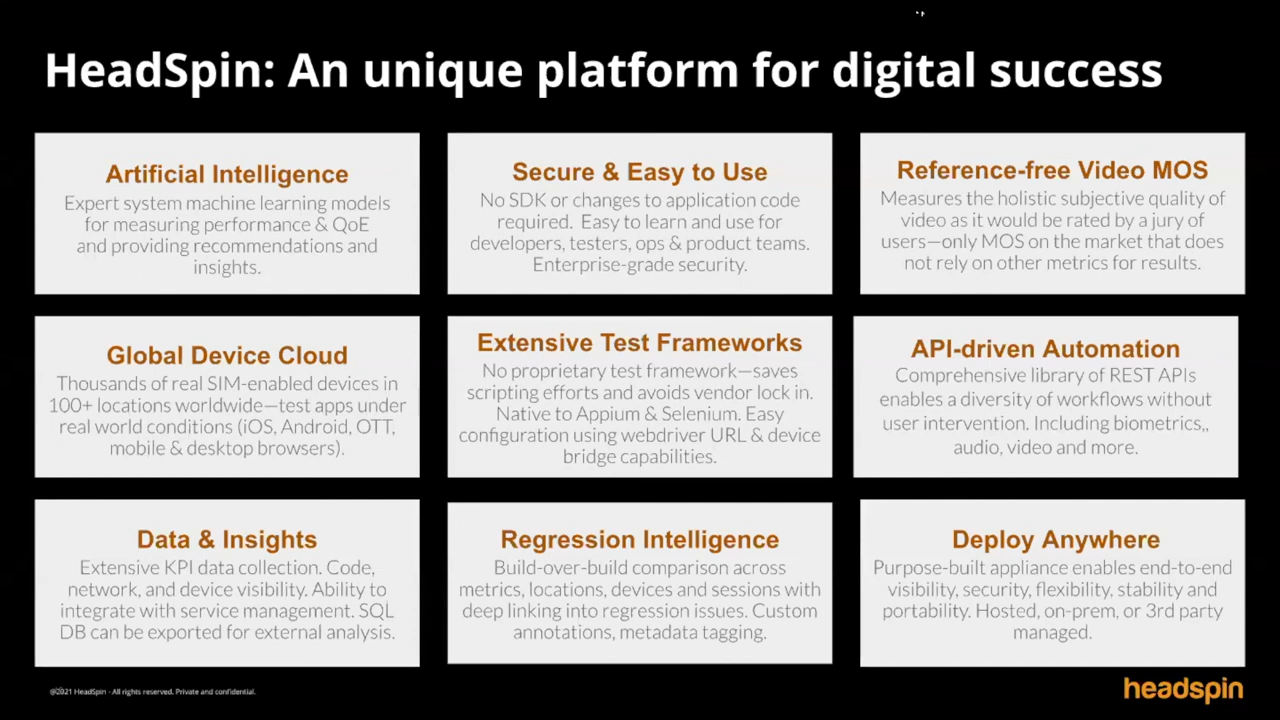 HeadSpin: An unique platform for digital success
Artificial Intelligence
Expert system machine learning models
for measuring performance & QoE
and providing recommendations and
insights.
Secure & Easy to Use
No SDK or changes to application code
required. Easy to learn and use for
developers, testers, ops & product teams.
Enterprise-grade security.
Reference-free Video MOS
Measures the holistic subjective quality of
video as it would be rated by a jury of
users—only MOS on the market that does
not rely on other metrics for results.
Global Device Cloud
Thousands of real SIM-enabled devices in
100+ locations worldwide—test apps under
real world conditions (iOS, Android, OTT,
mobile & desktop browsers).
Extensive Test Frameworks
No proprietary test framework—saves
scripting efforts and avoids vendor lock in.
Native to Appium & Selenium. Easy
configuration using webdriver URL & device
bridge capabilities.
API-driven Automation
Comprehensive library of REST APIs
enables a diversity of workflows without
user intervention. Including biometrics,,
audio, video and more.
Data & Insights
Extensive KPI data collection. Code,
network, and device visibility. Ability to
integrate with service management. SQL
DB can be exported for external analysis.
Regression Intelligence
Build-over-build comparison across
metrics, locations, devices and sessions with
deep linking into regression issues. Custom
annotations, metadata tagging.
Deploy Anywhere
Purpose-built appliance enables end-to-end
visibility, security, flexibility, stability and
portability. Hosted, on-prem, or 3rd party
managed.
@2021 HeadSpin - All rights reserved. Private and confidential.
headspin